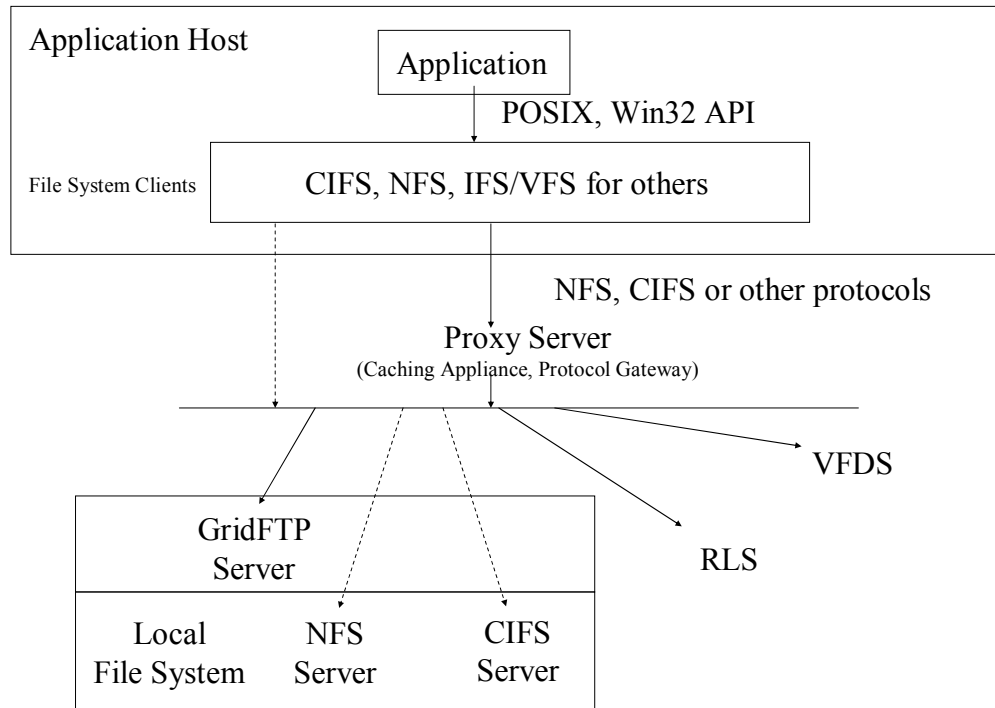 Application Host
Application
POSIX, Win32 API
File System Clients
CIFS, NFS, IFS/VFS for others
NFS, CIFS or other protocols
Proxy Server
(Caching Appliance, Protocol Gateway)
VFDS
GridFTP
Server
RLS
Local
File System
NFS
Server
CIFS
Server